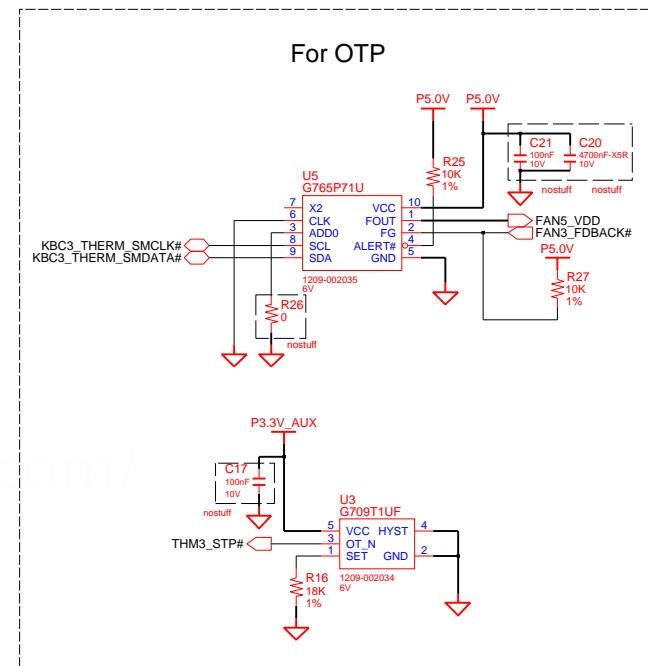 For OTP
P5.0V
P5.0V
C21
100nF
10V
nostuff
C20
4700nF-X5R
10V
nostuff
R25
10K
1%
U5
G765P71U
7 X2
6 CLK
3 ADD0
8 SCL
9 SDA
VCC 10
FOUT 1
FG 2
ALERT# 4
GND 5
1209-002035
6V
KBC3_THERM_SMCLK#
KBC3_THERM_SMDATA#
FAN5_VDD
FAN3_FDBACK#
P5.0V
R27
10K
1%
R26
0
nostuff
P3.3V_AUX
C17
100nF
10V
nostuff
U3
G709T1UF
5 VCC HYST 4
3 OT_N
1 SET GND 2
1209-002034
6V
THM3_STP#
R16
18K
1%
com/